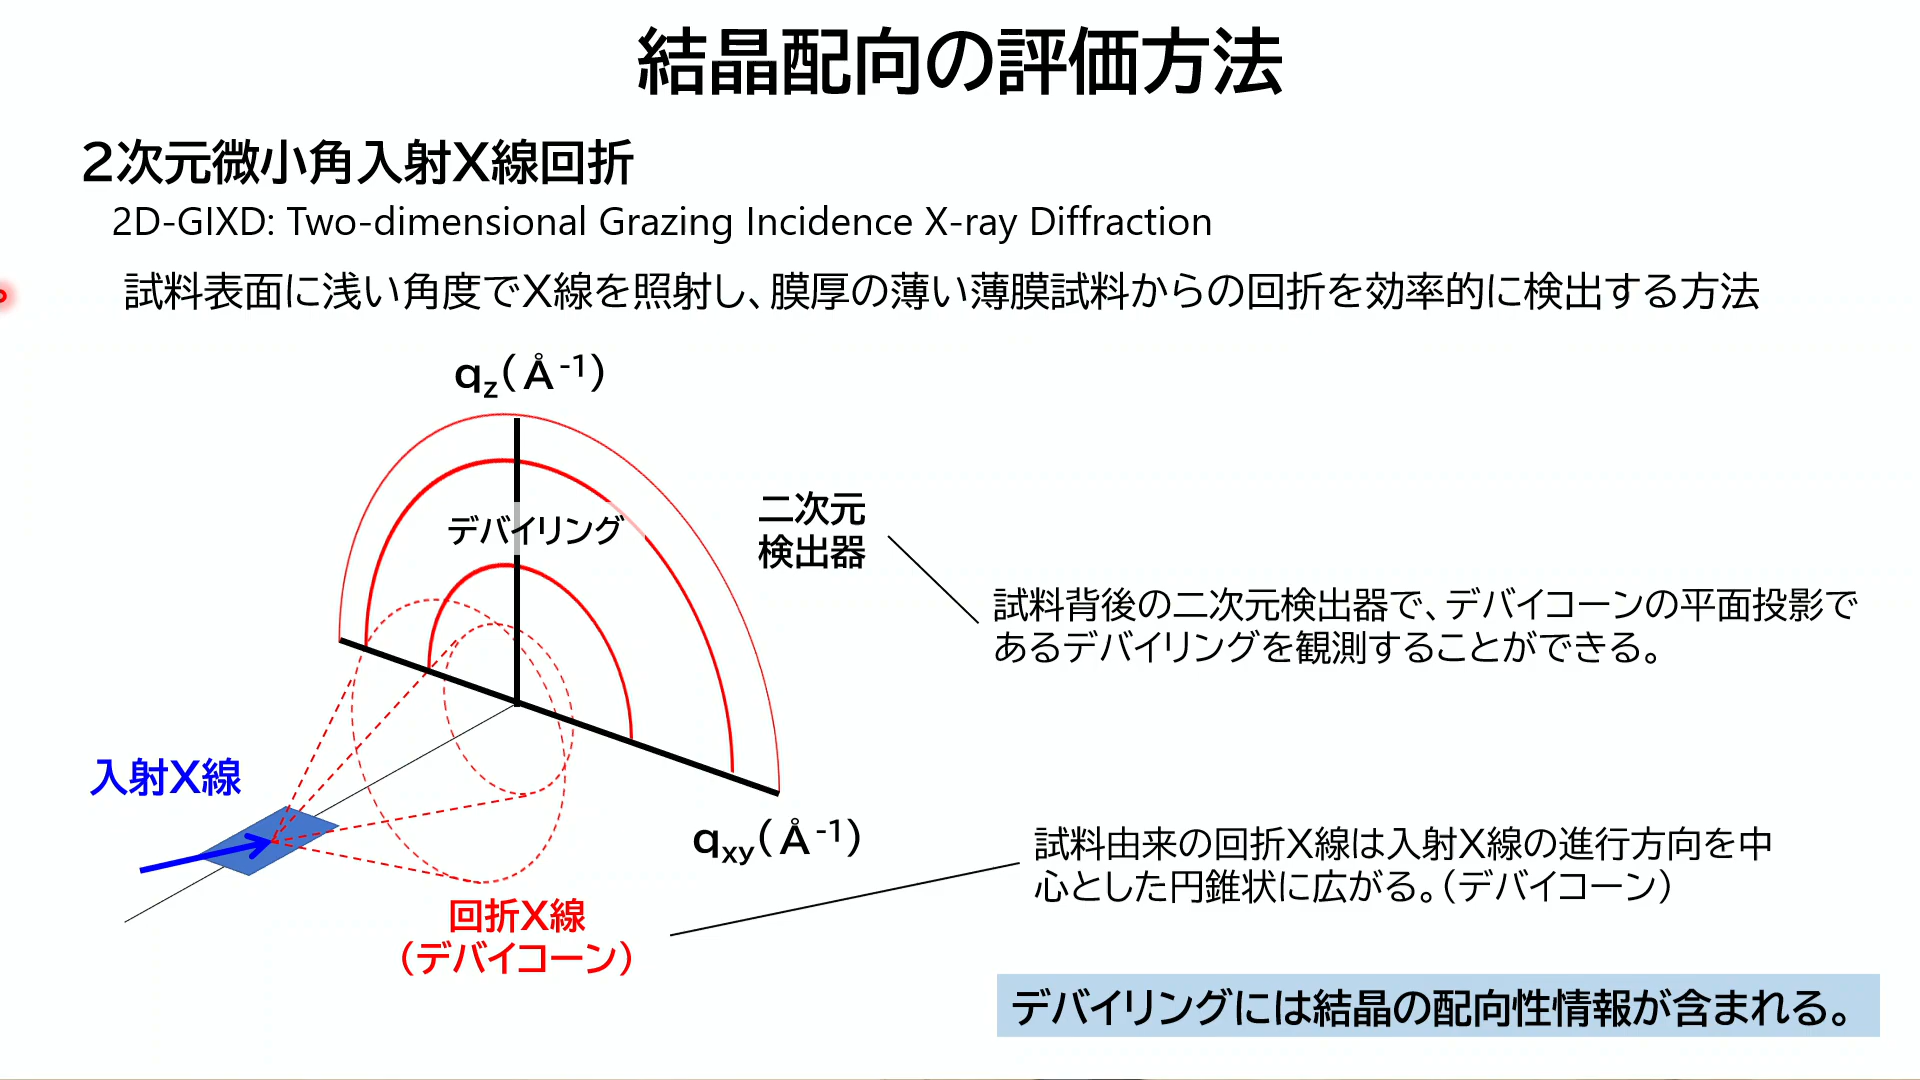 結晶配向の評価方法
2次元微小角入射X線回折
2D-GIXD: Two-dimensional Grazing Incidence X-ray Diffraction
試料表面に浅い角度でX線を照射し、膜厚の薄い薄膜試料からの回折を効率的に検出する方法
qz(Å-1)
デバイリング
二次元
検出器
試料背後の二次元検出器で、デバイコーンの平面投影で
あるデバイリングを観測することができる。
入射X線
qxy(Å-1)
試料由来の回折X線は入射X線の進行方向を中
心とした円錐状に広がる。(デバイコーン)
回折X線
(デバイコーン)
デバイリングには結晶の配向性情報が含まれる。